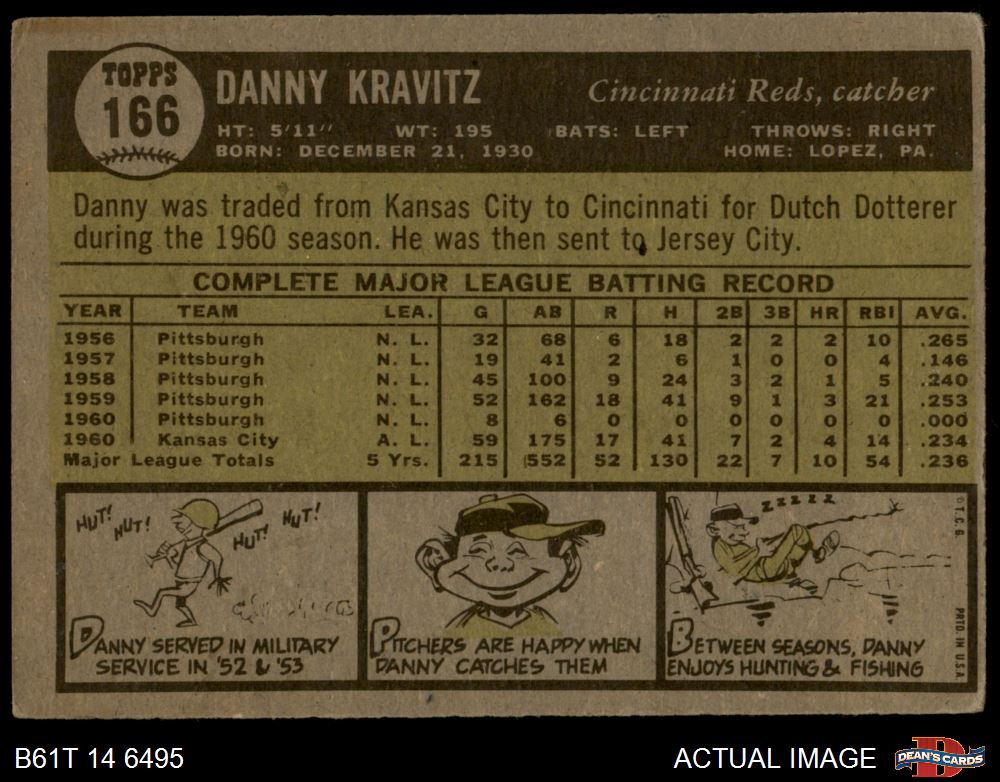 TOPPS
166
DANNY KRAVITZ
Cincinnati Reds, catcher
HT: 5'11" WT: 195 BATS: LEFT THROWS: RIGHT
BORN: DECEMBER 21, 1930 HOME: LOPEZ, PA.
Danny was traded from Kansas City to Cincinnati for Dutch Dotterer
during the 1960 season. He was then sent to Jersey City.
COMPLETE MAJOR LEAGUE BATTING RECORD
YEAR TEAM LEA. G AB R H 2B 3B HR RBI AVG.
1956 Pittsburgh N. L. 32 68 6 18 2 2 2 10 .265
1957 Pittsburgh N. L. 19 41 2 6 1 0 0 4 .146
1958 Pittsburgh N. L. 45 100 9 24 3 2 1 5 .240
1959 Pittsburgh N. L. 52 162 18 41 9 1 3 21 .253
1960 Pittsburgh N. L. 8 6 0 0 0 0 0 0 .000
1960 Kansas City A. L. 59 175 17 41 7 2 4 14 .234
Major League Totals 5 Yrs. 215 552 52 130 22 7 10 54 .236
HUT! HUT! HUT! HUT!
DANNY SERVED IN MILITARY
SERVICE IN '52 & '53
PITCHERS ARE HAPPY WHEN
DANNY CATCHES THEM
ZZZZZ
BETWEEN SEASONS, DANNY
ENJOYS HUNTING & FISHING
© T. C. G.
PRTD. IN U.S.A.
B61T 14 6495
ACTUAL IMAGE
D
DEAN'S CARDS